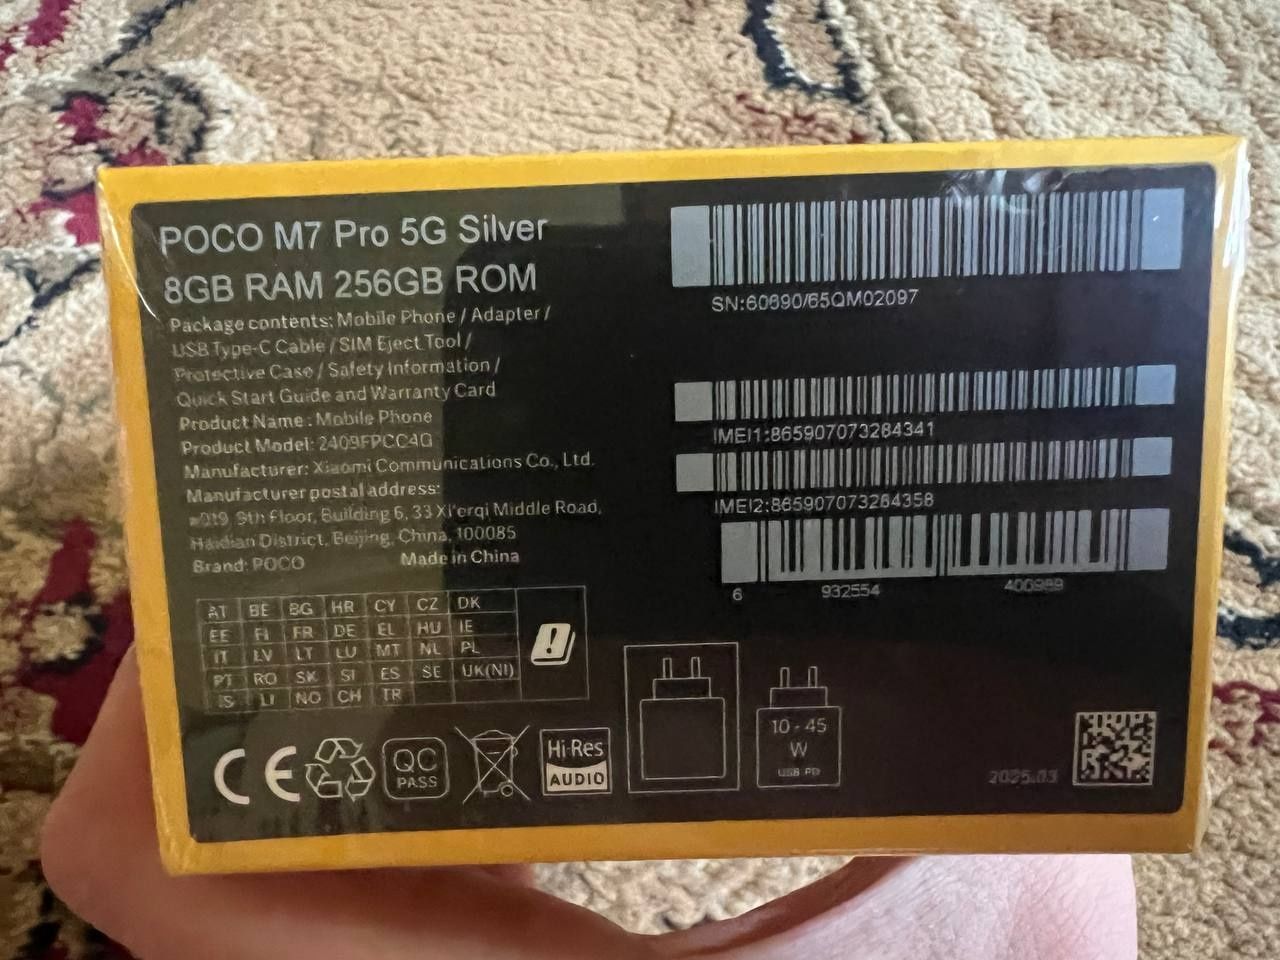 POCO M7 Pro 5G Silver
8GB RAM 256GB ROM
Package contents: Mobile Phone / Adapter /
USB Type-C Cable / SIM Eject Tool /
Protective Case / Safety Information /
Quick Start Guide and Warranty Card
Product Name: Mobile Phone
Product Model: 2409FPCC4G
Manufacturer: Xiaomi Communications Co., Ltd.
Manufacturer postal address:
#019, 9th Floor, Building 6, 33 Xi'erqi Middle Road,
Haidian District, Beijing, China, 100085
Brand: POCO Made in China
SN:60690/65QM02097
IMEI1:865907073284341
IMEI2:865907073284358
6 932554
AT BE BG HR CY CZ DK
EE FI FR DE EL HU IE
IT LV LT LU MT NL PL
PT RO SK SI ES SE UK(NI)
IS LI NO CH TR
CE
QC
PASS
Hi-Res
AUDIO
10 - 45
W
USB PD
2025.03